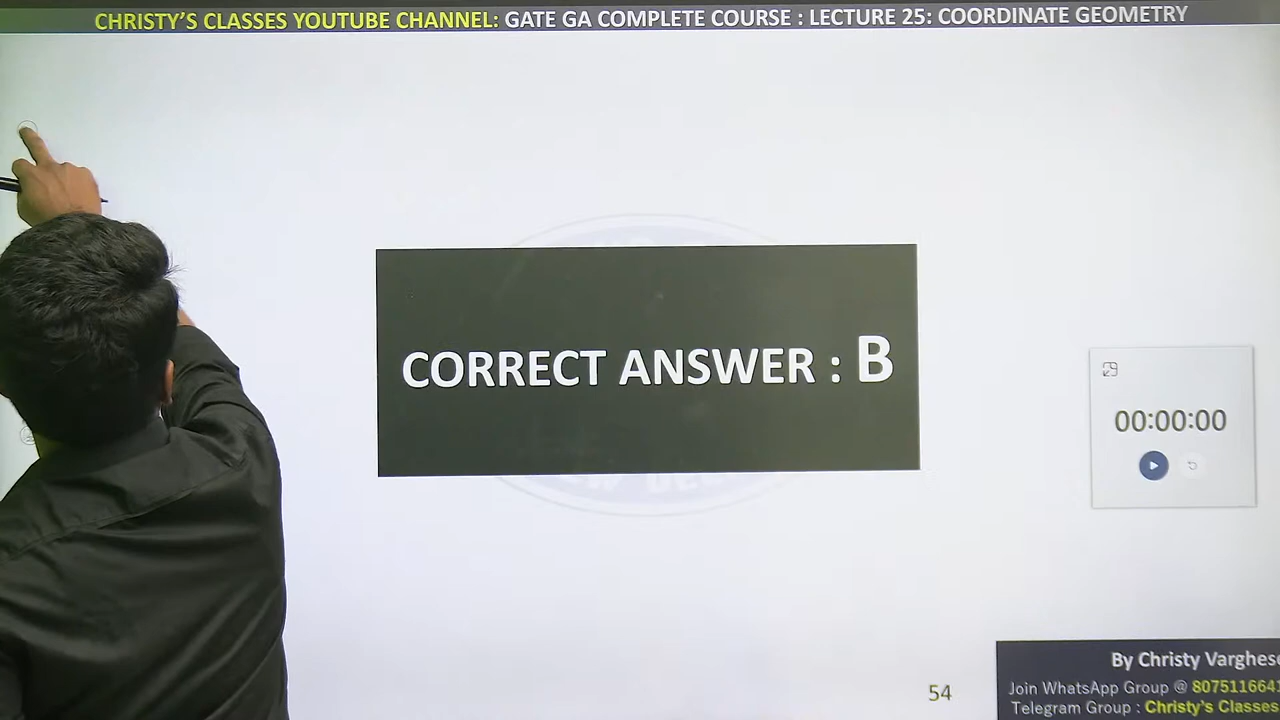 CHRISTY'S CLASSES YOUTUBE CHANNEL: GATE GA COMPLETE COURSE : LECTURE 25: COORDINATE GEOMETRY
CORRECT ANSWER : B
00:00:00
By Christy Varghese
Join WhatsApp Group @ 8075116641
Telegram Group : Christy's Classes
54